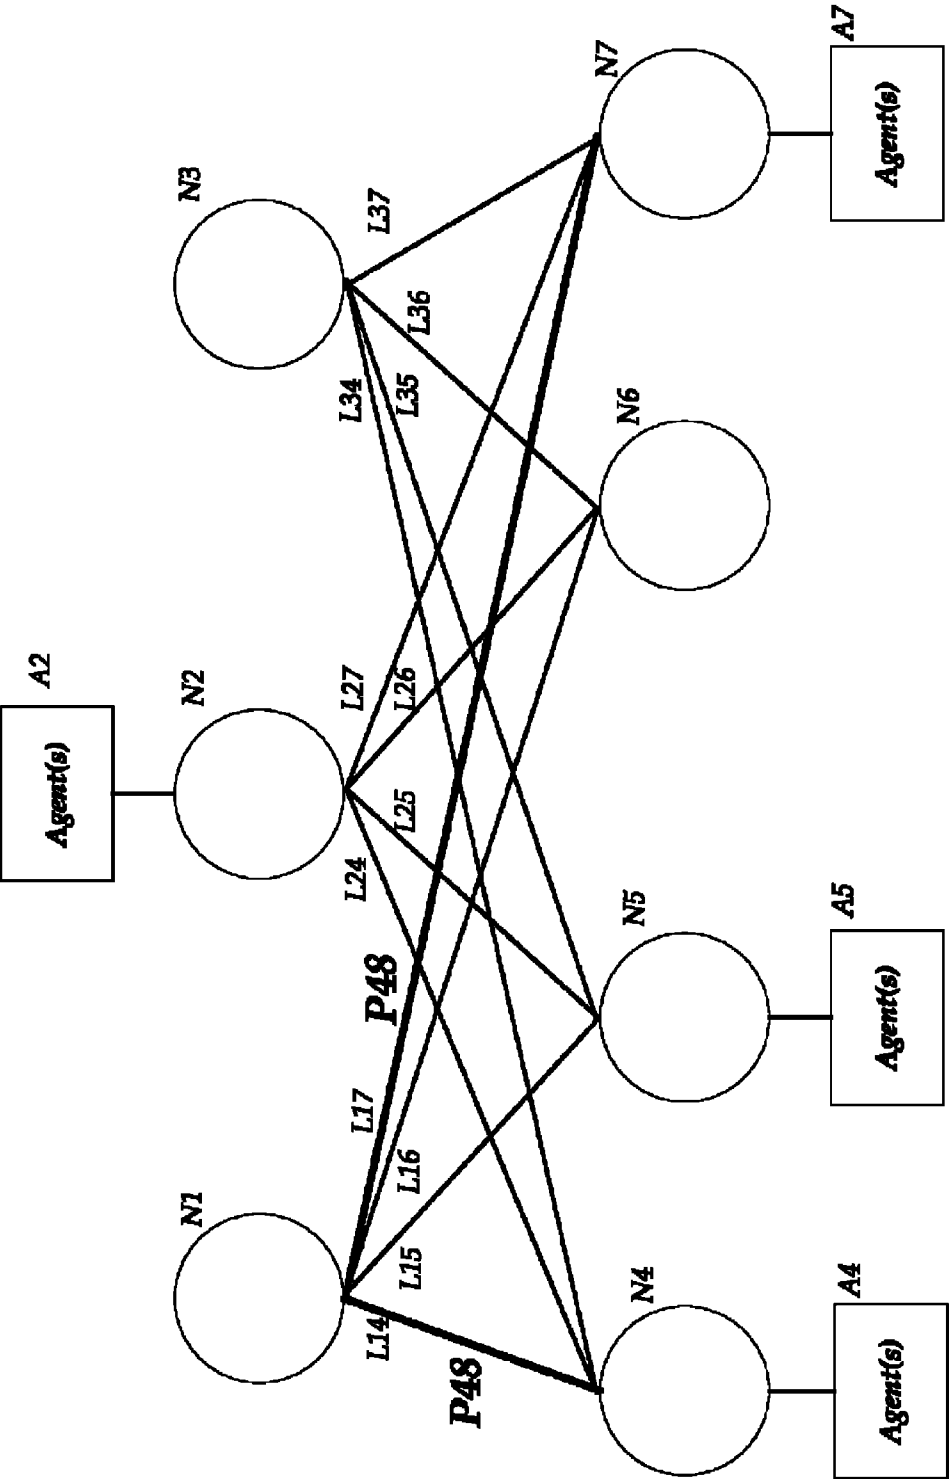 A2
Agent(s)
N1
N2
N3
L14
L17
P48
L24
L27
L34
L37
L15
L16
L25
L26
L35
L36
P48
N4
N5
N6
N7
A4
A5
A7
Agent(s)
Agent(s)
Agent(s)